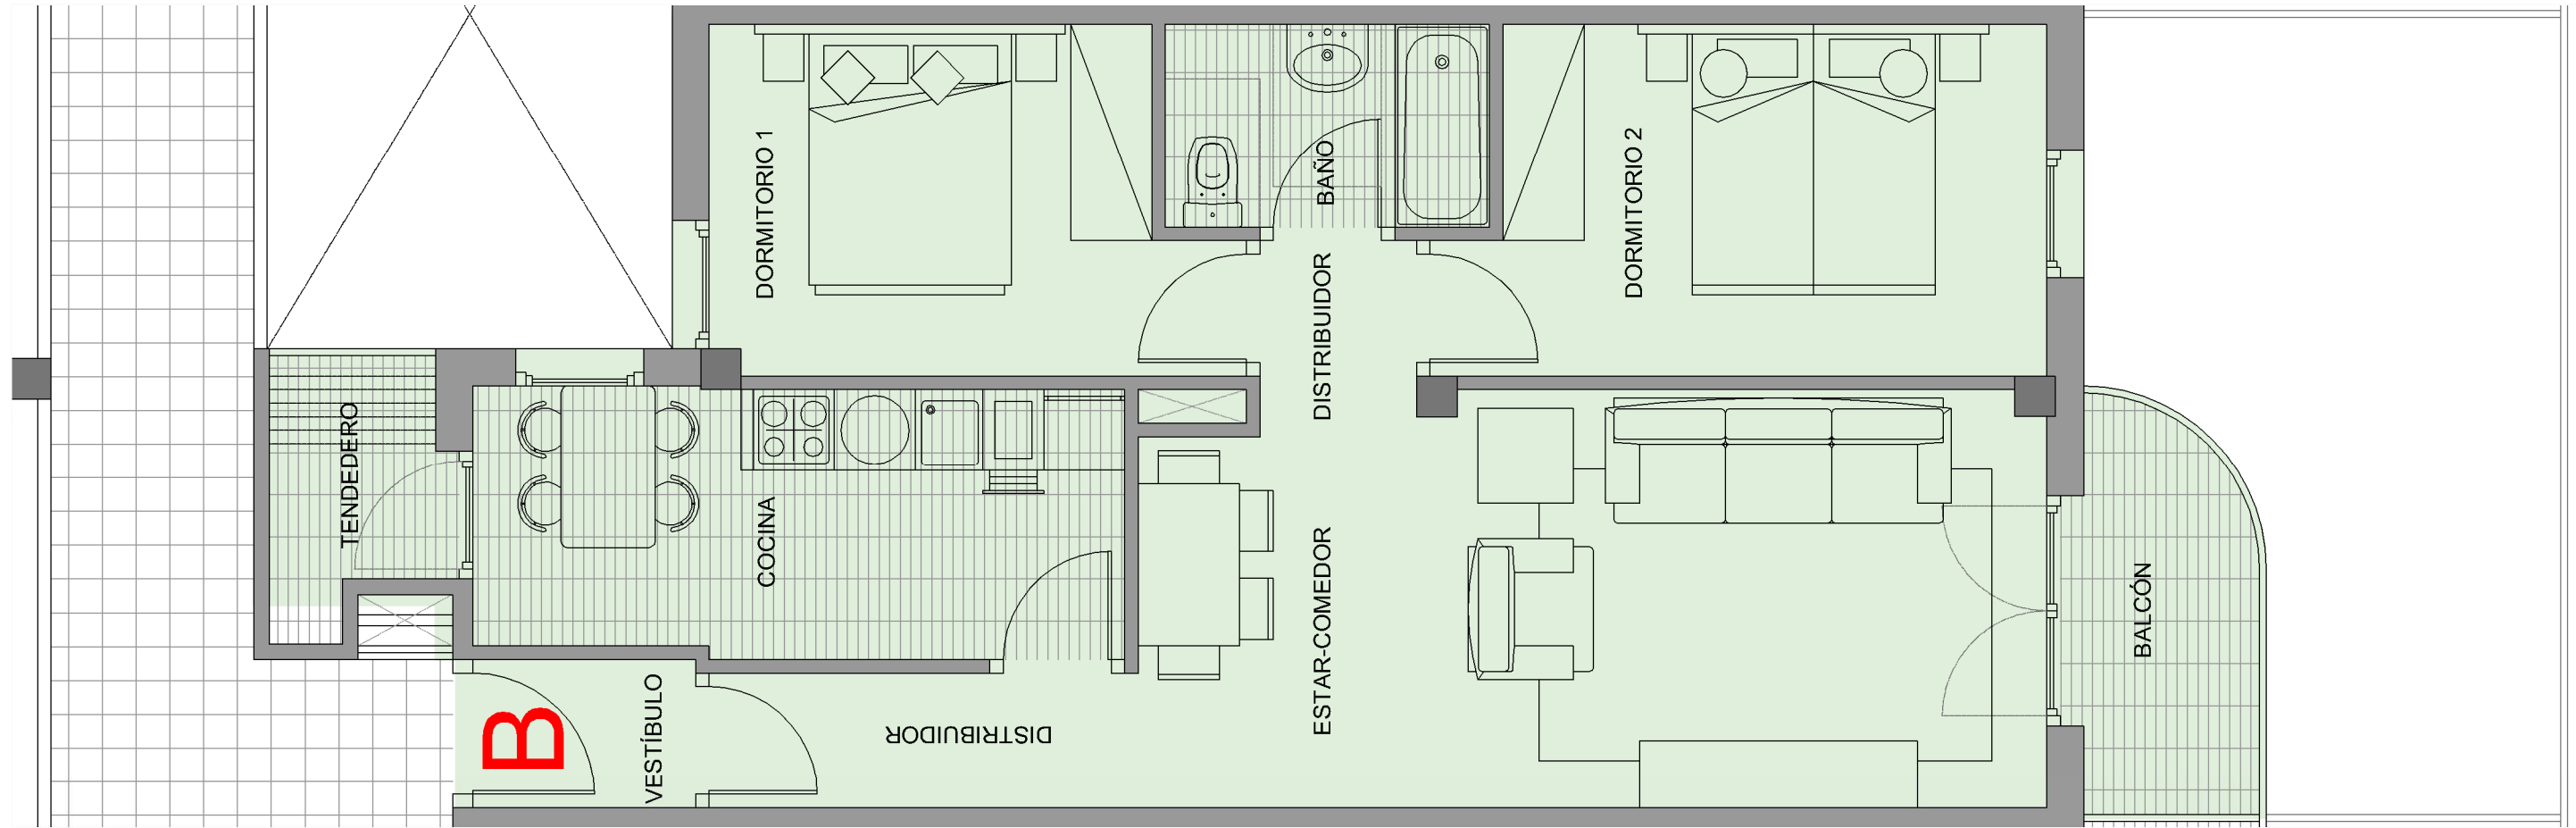 DORMITORIO 1
BAÑO
DORMITORIO 2
DISTRIBUIDOR
TENDEDERO
COCINA
ESTAR-COMEDOR
BALCÓN
B
VESTÍBULO
DISTRIBUIDOR